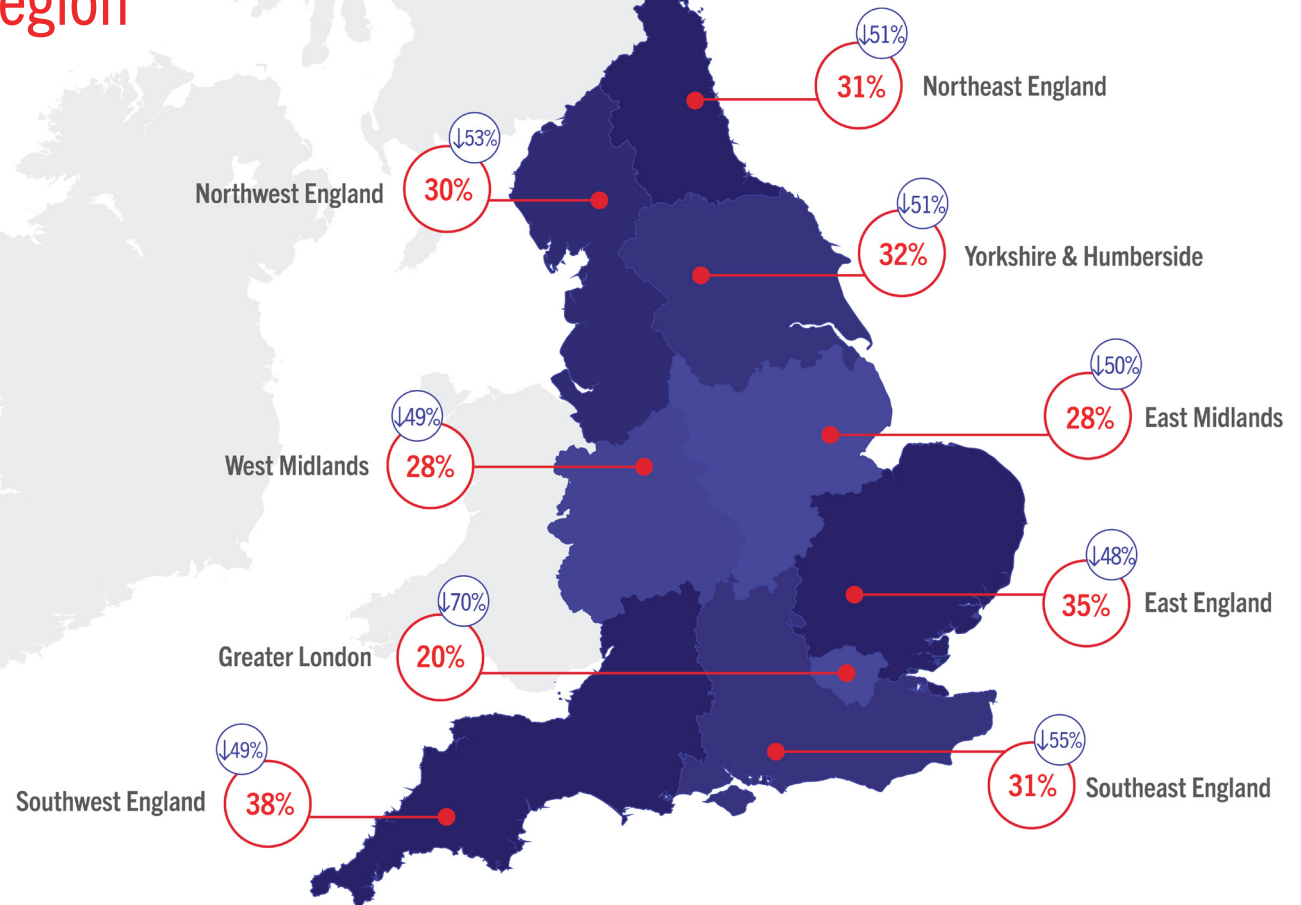 egion
↓51%
31%
Northeast England
↓53%
30%
Northwest England
↓51%
32%
Yorkshire & Humberside
↓50%
28%
East Midlands
↓49%
28%
West Midlands
↓48%
35%
East England
↓70%
20%
Greater London
↓55%
31%
Southeast England
↓49%
38%
Southwest England